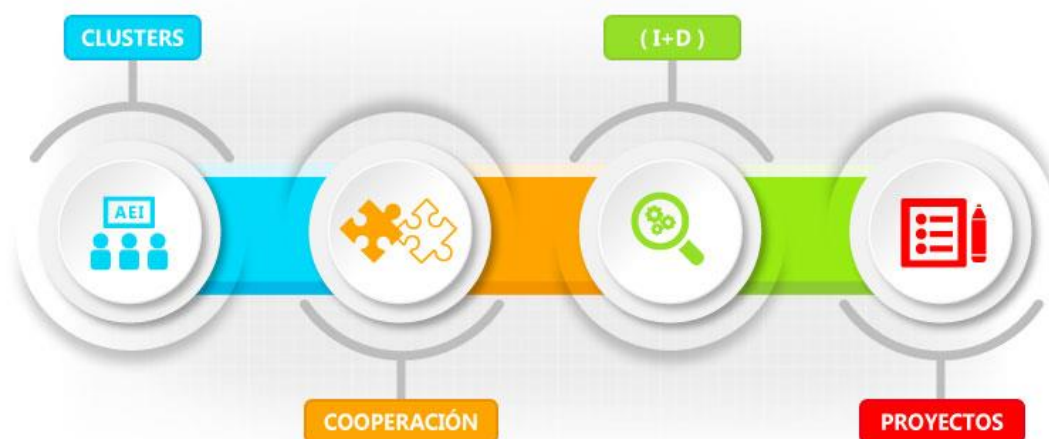 CLUSTERS
( I+D )
AEI
COOPERACIÓN
PROYECTOS